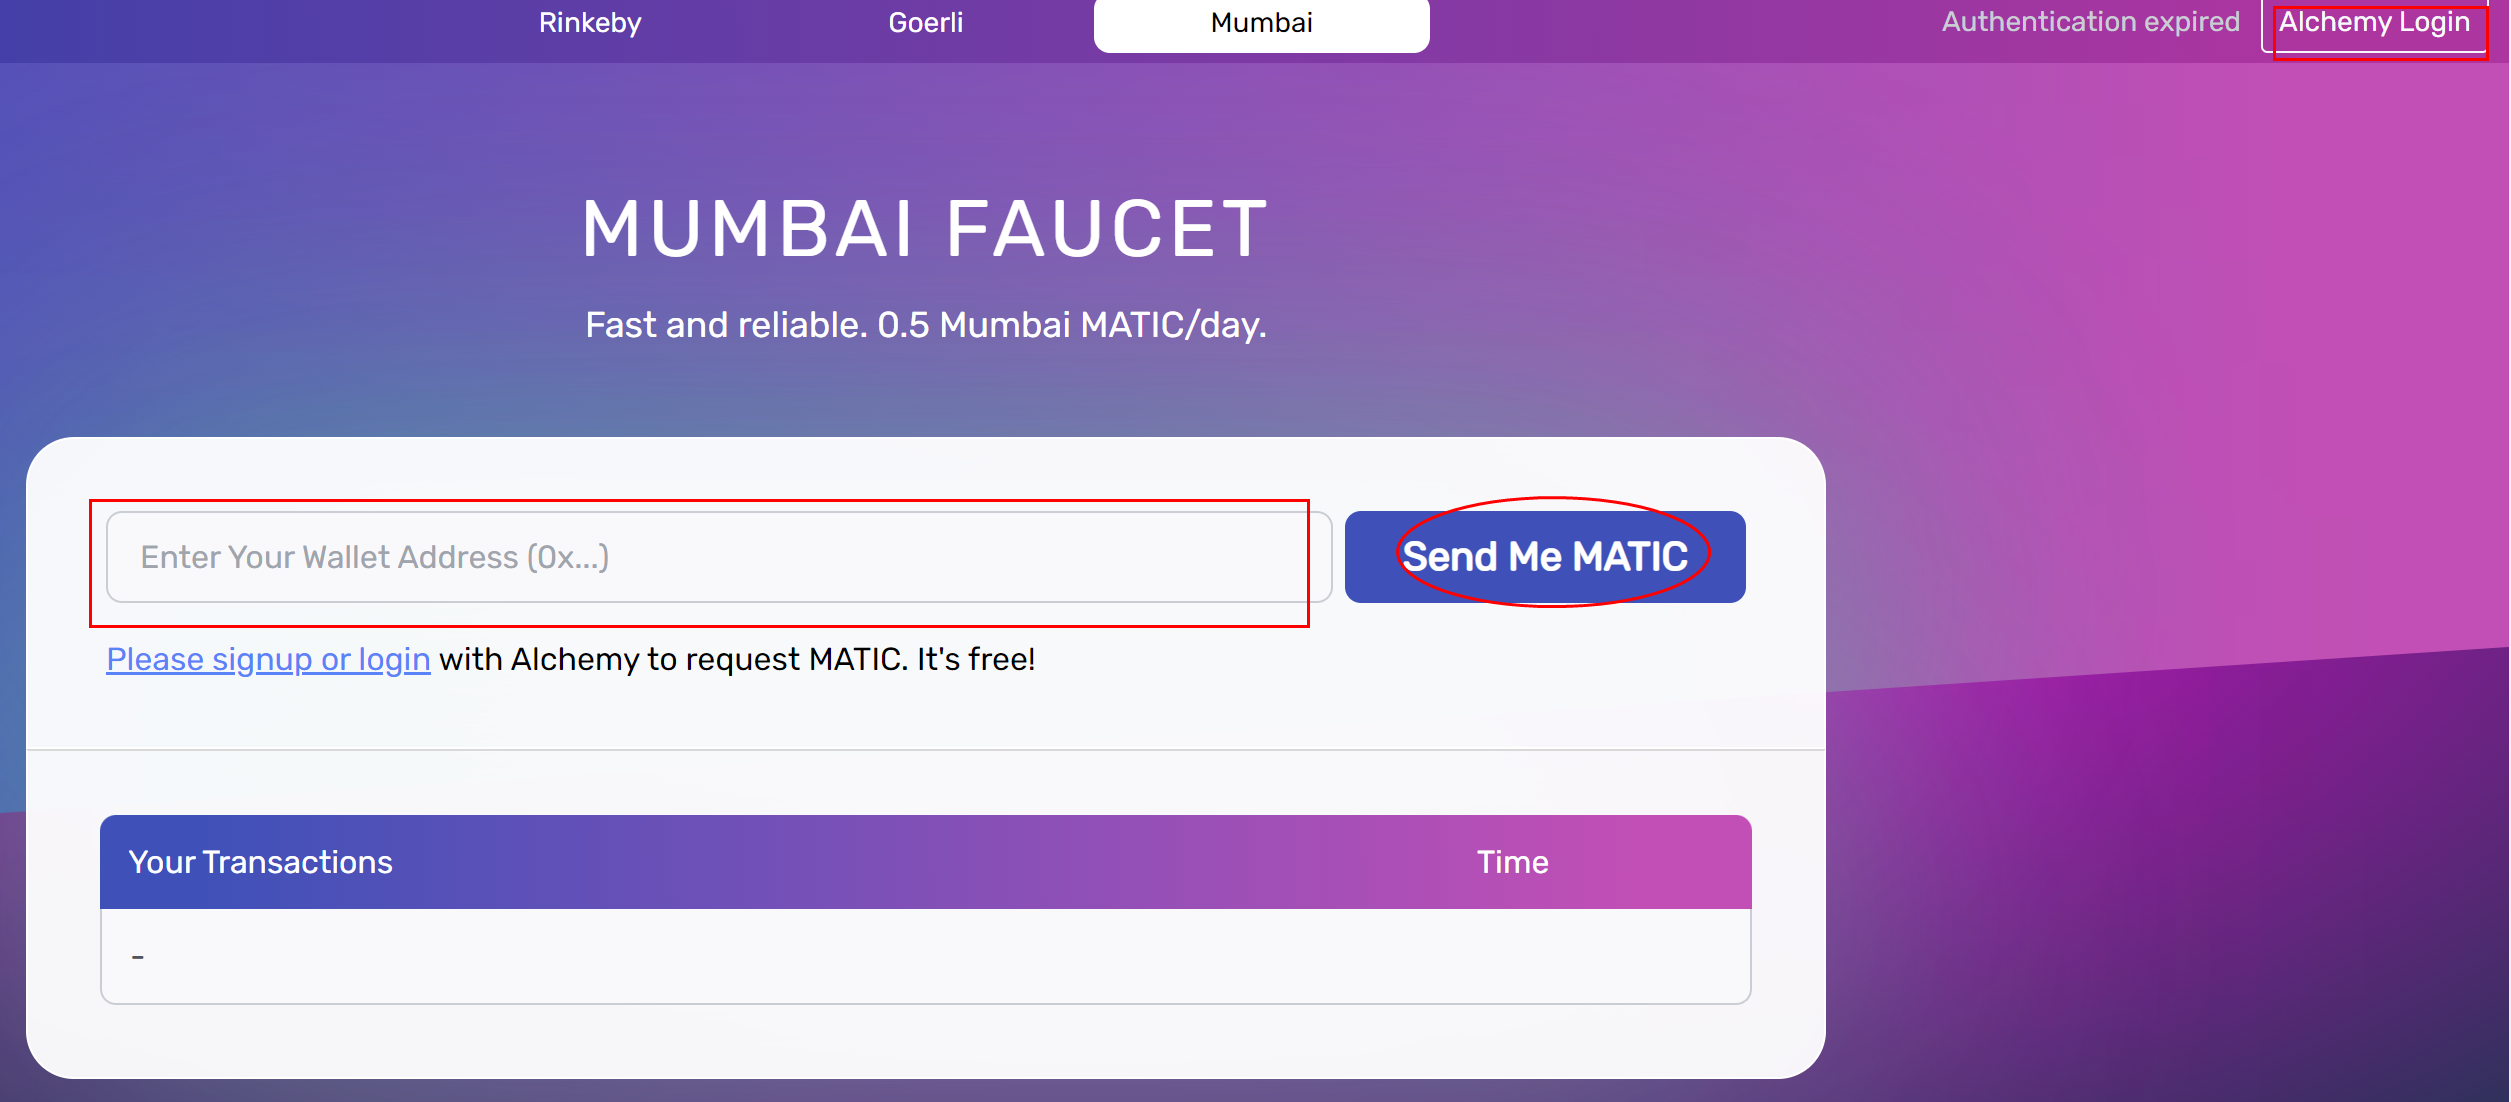 Rinkeby Goerli Mumbai Authentication expired Alchemy Login
MUMBAI FAUCET
Fast and reliable. 0.5 Mumbai MATIC/day.
Enter Your Wallet Address (0x...) Send Me MATIC
Please signup or login with Alchemy to request MATIC. It's free!
Your Transactions Time
-